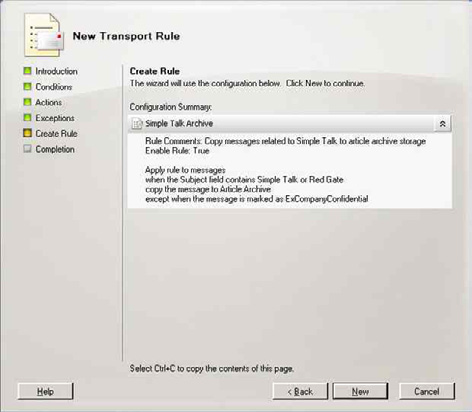 New Transport Rule
Introduction
Conditions
Actions
Exceptions
Create Rule
Completion
Create Rule
The wizard will use the configuration below. Click New to continue.
Configuration Summary:
Simple Talk Archive
Rule Comments: Copy messages related to Simple Talk to article archive storage
Enable Rule: True
Apply rule to messages
when the Subject field contains Simple Talk or Red Gate
copy the message to Article Archive
except when the message is marked as ExCompanyConfidential
Select Ctrl+C to copy the contents of this page.
Help
< Back
New
Cancel